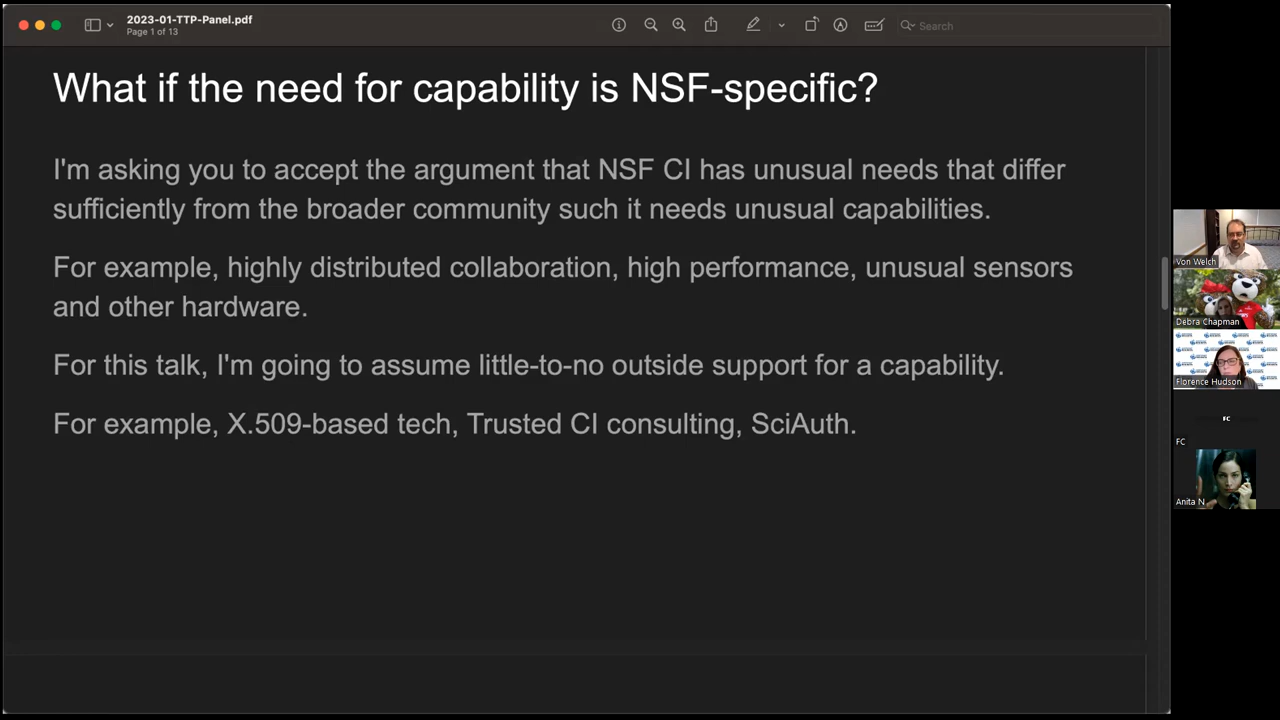 2023-01-TTP-Panel.pdf
Page 1 of 13
Search
What if the need for capability is NSF-specific?
I'm asking you to accept the argument that NSF CI has unusual needs that differ
sufficiently from the broader community such it needs unusual capabilities.
For example, highly distributed collaboration, high performance, unusual sensors
and other hardware.
For this talk, I'm going to assume little-to-no outside support for a capability.
For example, X.509-based tech, Trusted CI consulting, SciAuth.
Von Welch
Debra Chapman
Florence Hudson
FC
FC
Anita N